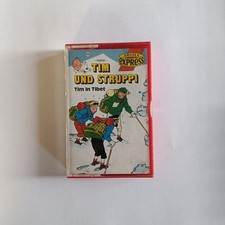 express
TIM
UND STRUPPI
Tim in Tibet